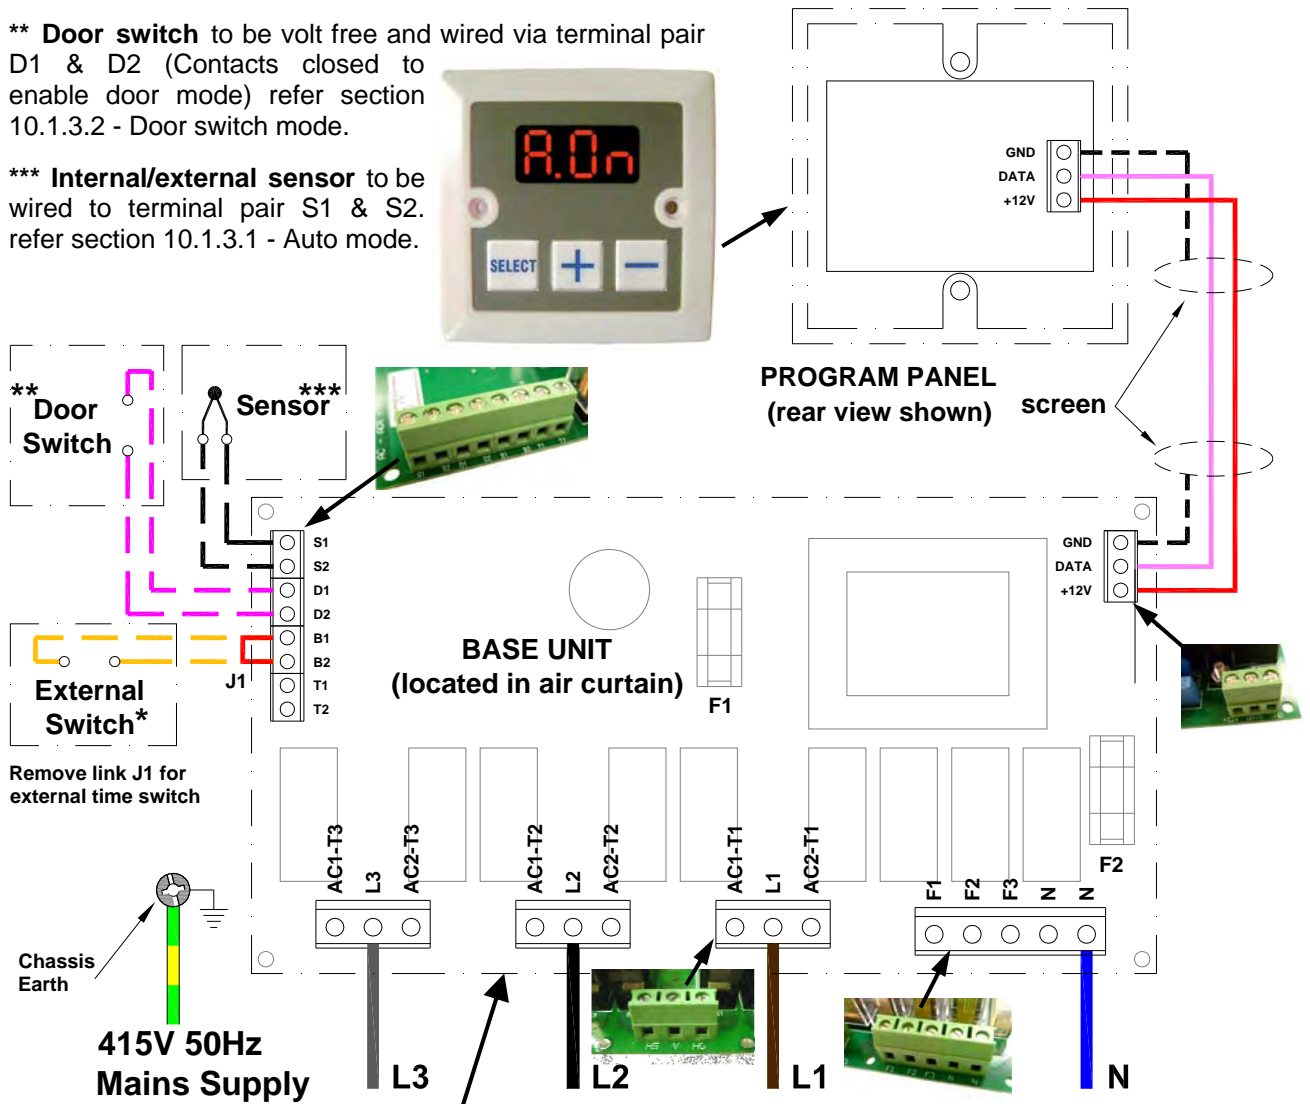 ** Door switch to be volt free and wired via terminal pair
D1 & D2 (Contacts closed to
enable door mode) refer section
10.1.3.2 - Door switch mode.
*** Internal/external sensor to be
wired to terminal pair S1 & S2.
refer section 10.1.3.1 - Auto mode.
A.On
SELECT
+
−
GND
DATA
+12V
PROGRAM PANEL
(rear view shown)
screen
**
Door
Switch
***
Sensor
S1
S2
D1
D2
B1
B2
T1
T2
J1
External
Switch*
Remove link J1 for
external time switch
BASE UNIT
(located in air curtain)
F1
GND
DATA
+12V
F2
AC1-T3
L3
AC2-T3
AC1-T2
L2
AC2-T2
AC1-T1
L1
AC2-T1
F1
F2
F3
N
N
Chassis
Earth
415V 50Hz
Mains Supply
L3
L2
L1
N